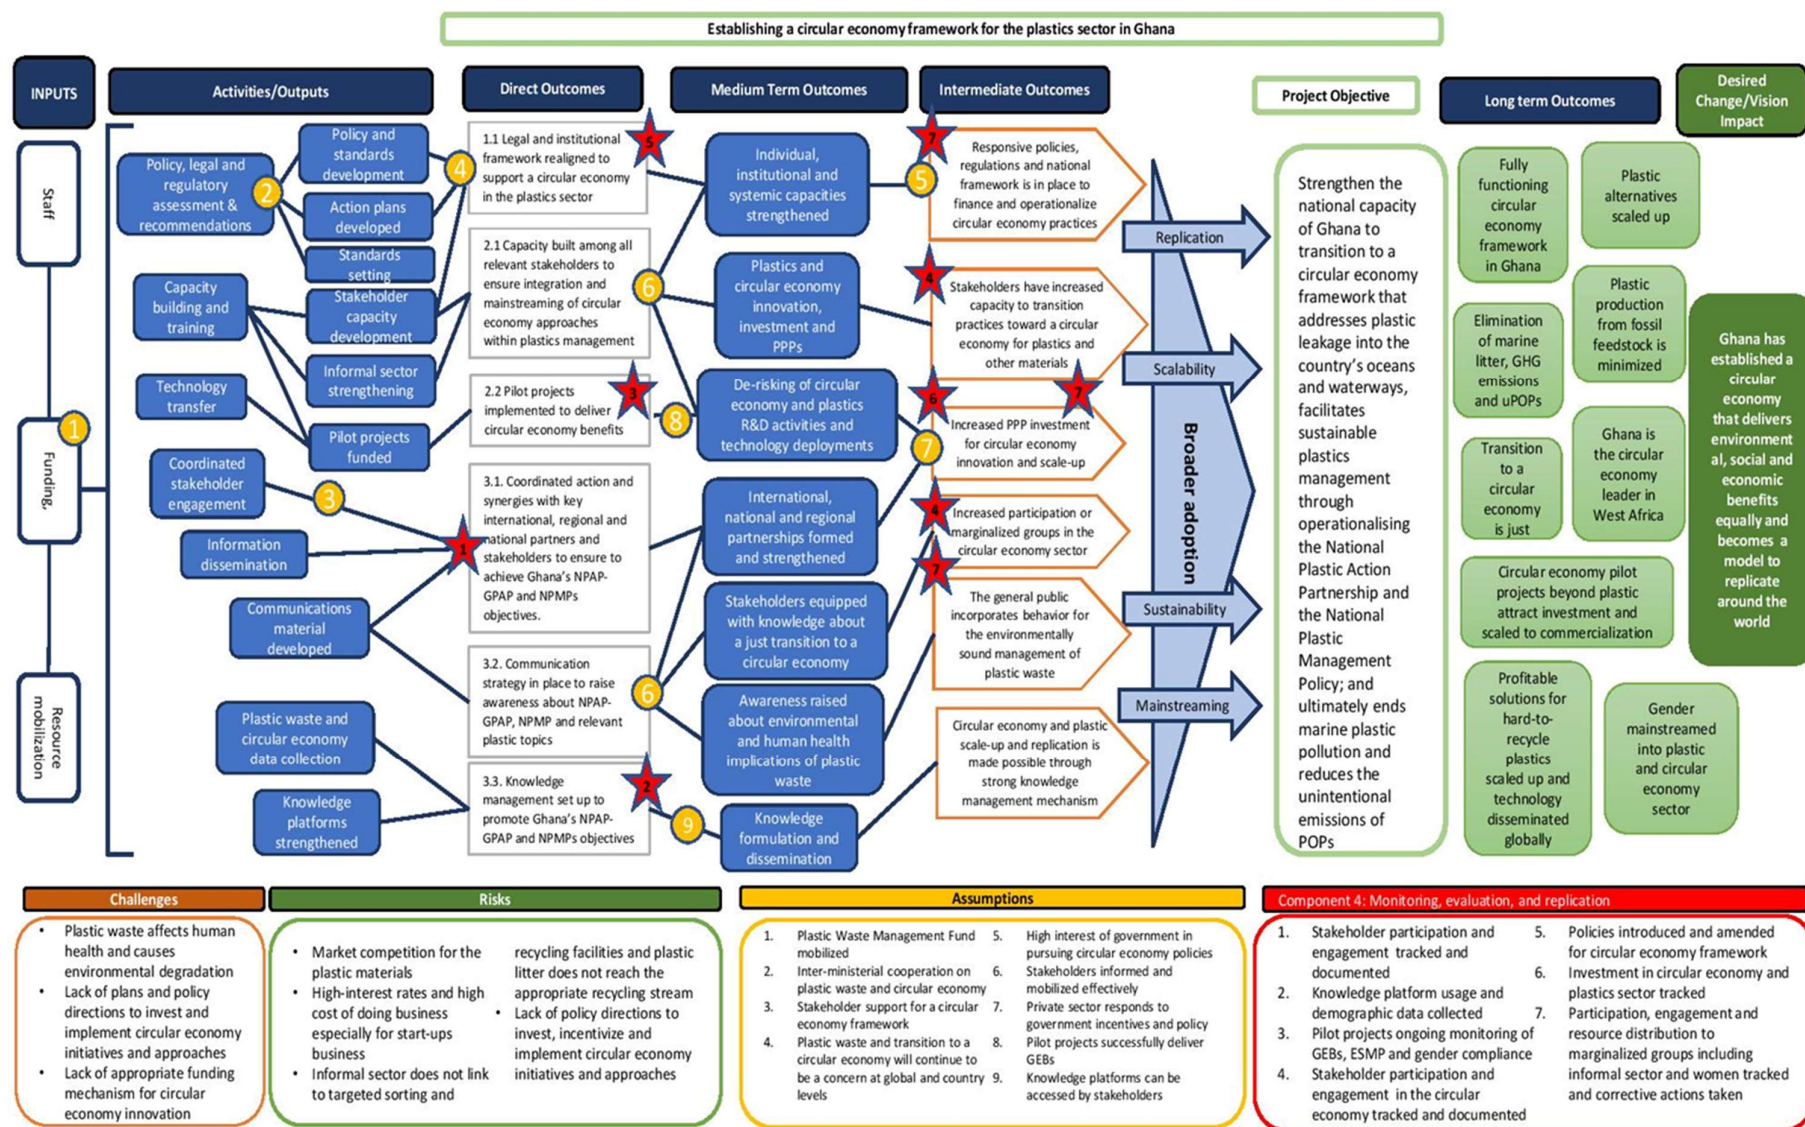 Establishing a circular economy framework for the plastics sector in Ghana
INPUTS
Activities/Outputs
Direct Outcomes
Medium Term Outcomes
Intermediate Outcomes
Project Objective
Long term Outcomes
Desired
Change/Vision
Impact
Staff
Funding,
Resource
mobilization
1
Policy, legal and
regulatory
assessment &
recommendations
2
Policy and
standards
development
Action plans
developed
Standards
setting
4
Capacity
building and
training
Stakeholder
capacity
development
Informal sector
strengthening
Technology
transfer
Pilot projects
funded
Coordinated
stakeholder
engagement
3
Information
dissemination
Communications
material
developed
Plastic waste and
circular economy
data collection
Knowledge
platforms
strengthened
1.1 Legal and institutional
framework realigned to
support a circular economy
in the plastics sector
5
2.1 Capacity built among all
relevant stakeholders to
ensure integration and
mainstreaming of circular
economy approaches
within plastics management
6
2.2 Pilot projects
implemented to deliver
circular economy benefits
3
8
3.1. Coordinated action and
synergies with key
international, regional and
national partners and
stakeholders to ensure to
achieve Ghana's NPAP-
GPAP and NPMPs
objectives.
1
3.2. Communication
strategy in place to raise
awareness about NPAP-
GPAP, NPMP and relevant
plastic topics
6
3.3. Knowledge
management set up to
promote Ghana's NPAP-
GPAP and NPMPs objectives
2
9
Individual,
institutional and
systemic capacities
strengthened
5
Plastics and
circular economy
innovation,
investment and
PPPs
De-risking of circular
economy and plastics
R&D activities and
technology deployments
7
International,
national and regional
partnerships formed
and strengthened
Stakeholders equipped
with knowledge about
a just transition to a
circular economy
Awareness raised
about environmental
and human health
implications of plastic
waste
Knowledge
formulation and
dissemination
7
Responsive policies,
regulations and national
framework is in place to
finance and operationalize
circular economy practices
4
Stakeholders have increased
capacity to transition
practices toward a circular
economy for plastics and
other materials
6
7
Increased PPP investment
for circular economy
innovation and scale-up
4
Increased participation or
marginalized groups in the
circular economy sector
7
The general public
incorporates behavior for
the environmentally
sound management of
plastic waste
Circular economy and plastic
scale-up and replication is
made possible through
strong knowledge
management mechanism
Broader adoption
Replication
Scalability
Sustainability
Mainstreaming
Strengthen the
national capacity
of Ghana to
transition to a
circular economy
framework that
addresses plastic
leakage into the
country's oceans
and waterways,
facilitates
sustainable
plastics
management
through
operationalising
the National
Plastic Action
Partnership and
the National
Plastic
Management
Policy; and
ultimately ends
marine plastic
pollution and
reduces the
unintentional
emissions of
POPs
Fully
functioning
circular
economy
framework
in Ghana
Plastic
alternatives
scaled up
Elimination
of marine
litter, GHG
emissions
and uPOPs
Plastic
production
from fossil
feedstock is
minimized
Transition
to a
circular
economy
is just
Ghana is
the circular
economy
leader in
West Africa
Circular economy pilot
projects beyond plastic
attract investment and
scaled to commercialization
Profitable
solutions for
hard-to-
recycle
plastics
scaled up and
technology
disseminated
globally
Gender
mainstreamed
into plastic
and circular
economy
sector
Ghana has
established a
circular
economy
that delivers
environment
al, social and
economic
benefits
equally and
becomes a
model to
replicate
around the
world
Challenges
• Plastic waste affects human
health and causes
environmental degradation
• Lack of plans and policy
directions to invest and
implement circular economy
initiatives and approaches
• Lack of appropriate funding
mechanism for circular
economy innovation
Risks
• Market competition for the
plastic materials
• High-interest rates and high
cost of doing business
especially for start-ups
business
• Informal sector does not link
to targeted sorting and
recycling facilities and plastic
litter does not reach the
appropriate recycling stream
• Lack of policy directions to
invest, incentivize and
implement circular economy
initiatives and approaches
Assumptions
1. Plastic Waste Management Fund
mobilized
2. Inter-ministerial cooperation on
plastic waste and circular economy
3. Stakeholder support for a circular
economy framework
4. Plastic waste and transition to a
circular economy will continue to
be a concern at global and country
levels
5. High interest of government in
pursuing circular economy policies
6. Stakeholders informed and
mobilized effectively
7. Private sector responds to
government incentives and policy
8. Pilot projects successfully deliver
GEBs
9. Knowledge platforms can be
accessed by stakeholders
Component 4: Monitoring, evaluation, and replication
1. Stakeholder participation and
engagement tracked and
documented
2. Knowledge platform usage and
demographic data collected
3. Pilot projects ongoing monitoring of
GEBs, ESMP and gender compliance
4. Stakeholder participation and
engagement in the circular
economy tracked and documented
5. Policies introduced and amended
for circular economy framework
6. Investment in circular economy and
plastics sector tracked
7. Participation, engagement and
resource distribution to
marginalized groups including
informal sector and women tracked
and corrective actions taken